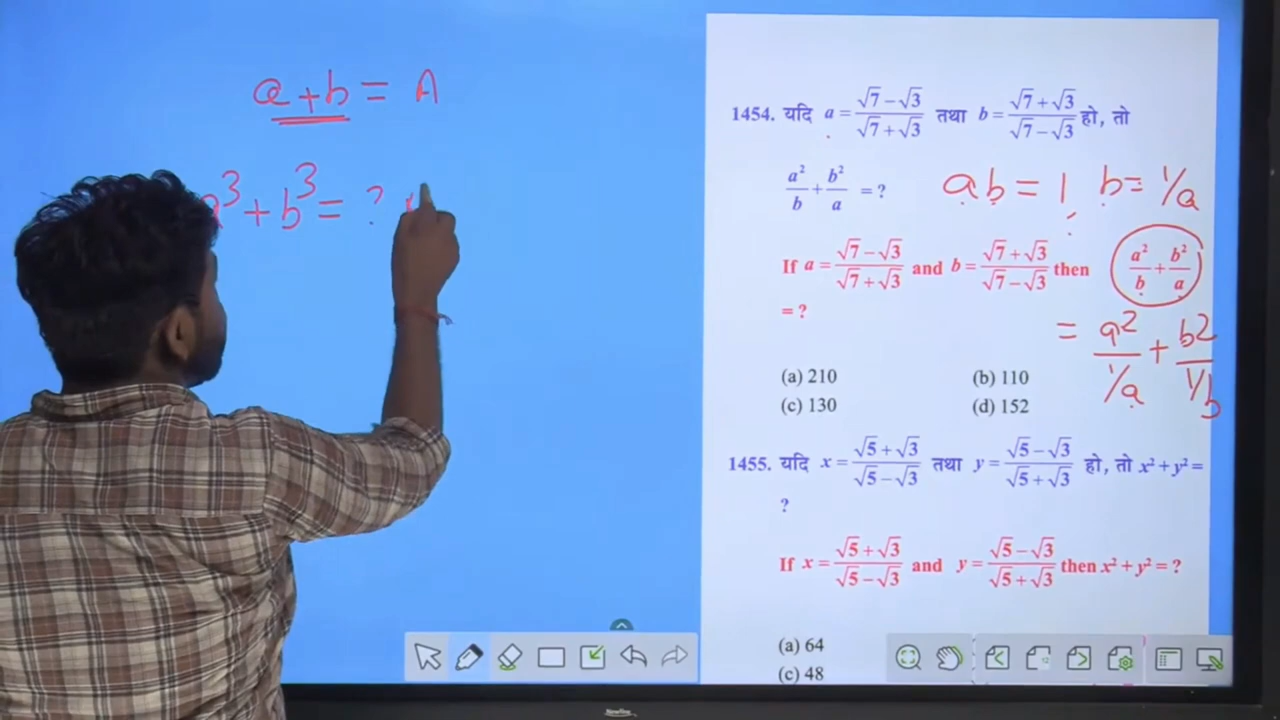 a+b = A
a³+b³ = ?
1454. यदि a = (√7−√3)/(√7+√3) तथा b = (√7+√3)/(√7−√3) हो, तो
a²/b + b²/a = ?
ab = 1 b = 1/a
If a = (√7−√3)/(√7+√3) and b = (√7+√3)/(√7−√3) then a²/b + b²/a
= ?
= a²/(1/a) + b²/(1/b)
(a) 210 (b) 110
(c) 130 (d) 152
1455. यदि x = (√5+√3)/(√5−√3) तथा y = (√5−√3)/(√5+√3) हो, तो x²+y² =
?
If x = (√5+√3)/(√5−√3) and y = (√5−√3)/(√5+√3) then x²+y² = ?
(a) 64
(c) 48